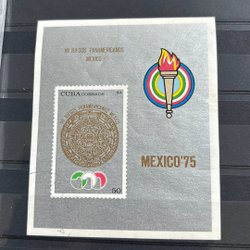 VII JUEGOS PANAMERICANOS
MEXICO
CUBA CORREOS
MEXICO'75
50